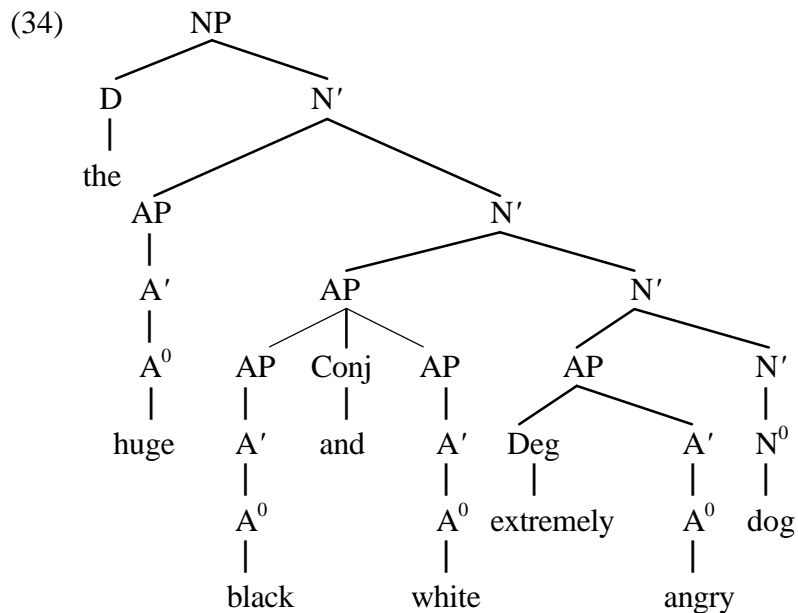 (34) NP
D N′
the
AP N′
A′ AP N′
A⁰ AP Conj AP AP N′
huge A′ and A′ Deg A′ N⁰
A⁰ A⁰ extremely A⁰ dog
black white angry